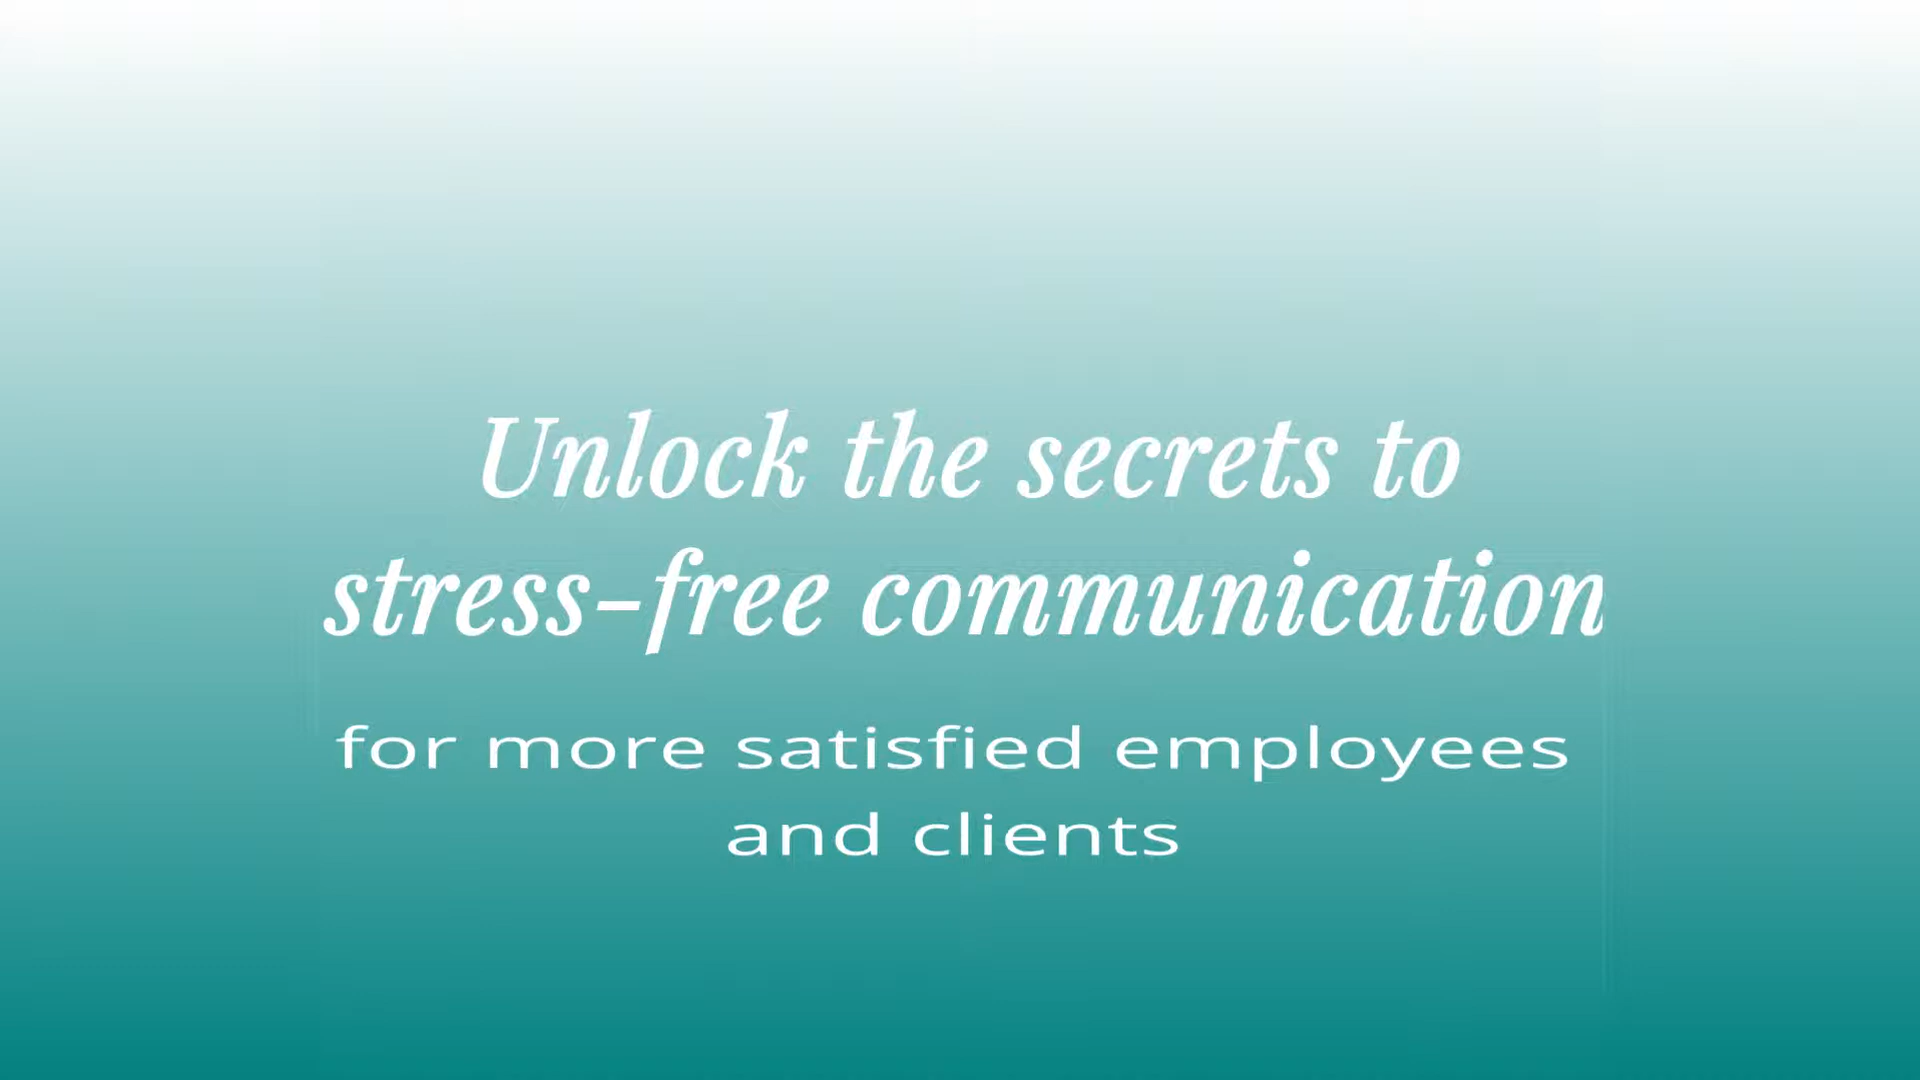 Unlock the secrets to
stress-free communication
for more satisfied employees
and clients